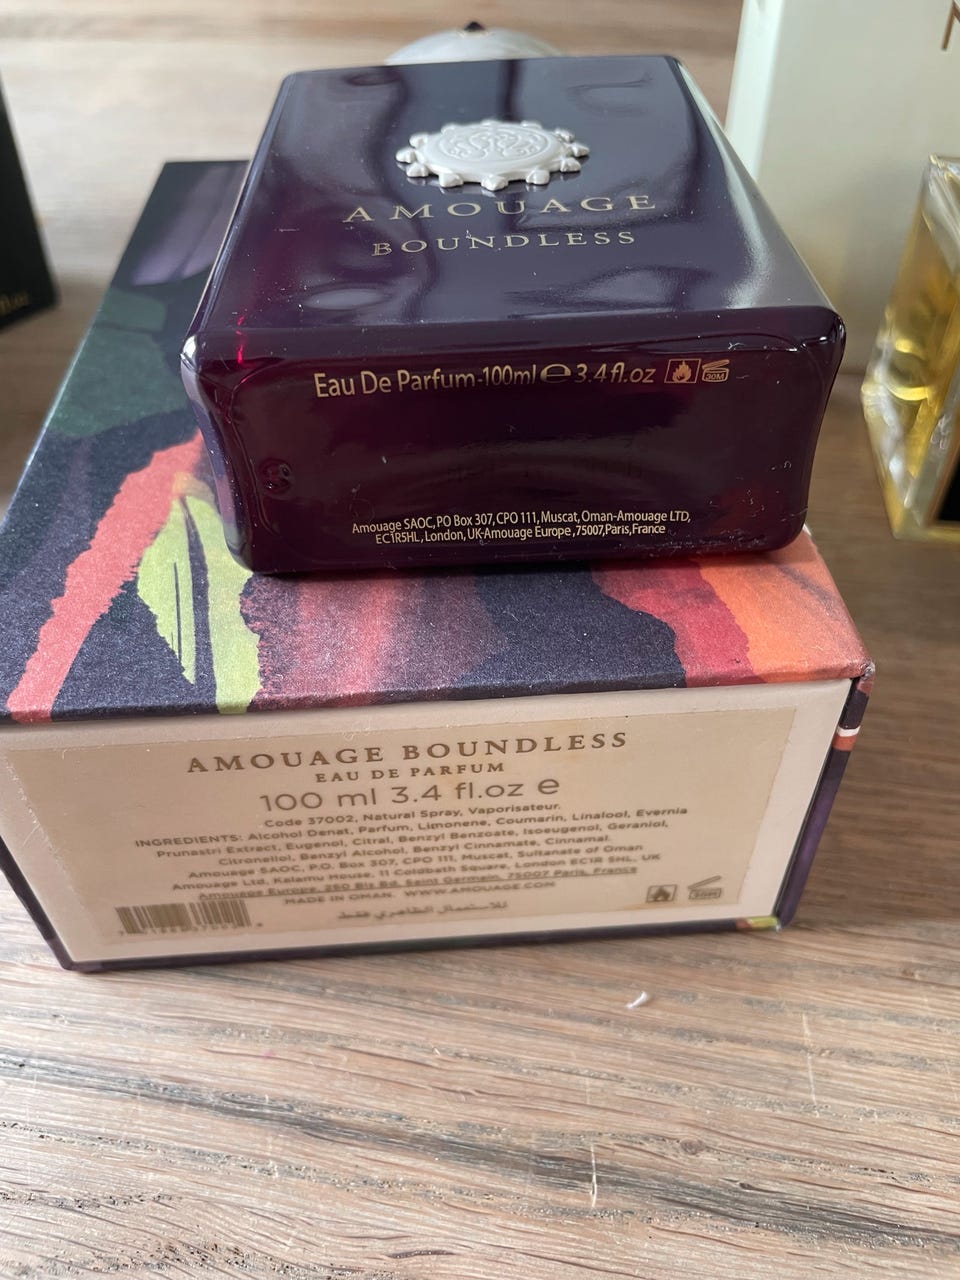 AMOUAGE
BOUNDLESS
Eau De Parfum-100ml ℮ 3.4 fl.oz
30M
Amouage SAOC, PO Box 307, CPO 111, Muscat, Oman-Amouage LTD,
EC1R5HL, London, UK-Amouage Europe, 75007, Paris, France
AMOUAGE BOUNDLESS
EAU DE PARFUM
100 ml 3.4 fl.oz ℮
Code 37002, Natural Spray, Vaporisateur.
INGREDIENTS: Alcohol Denat, Parfum, Limonene, Coumarin, Linalool, Evernia
Prunastri Extract, Eugenol, Citral, Benzyl Benzoate, Isoeugenol, Geraniol,
Citronellol, Benzyl Alcohol, Benzyl Cinnamate, Cinnamal.
Amouage SAOC, P.O. Box 307, CPO 111, Muscat, Sultanate of Oman
Amouage Ltd, Kalamu House, 11 Coldbath Square, London EC1R 5HL, UK
Amouage Europe, 250 Bis Bd. Saint Germain, 75007 Paris, France
MADE IN OMAN. WWW.AMOUAGE.COM
للاستعمال الظاهري فقط